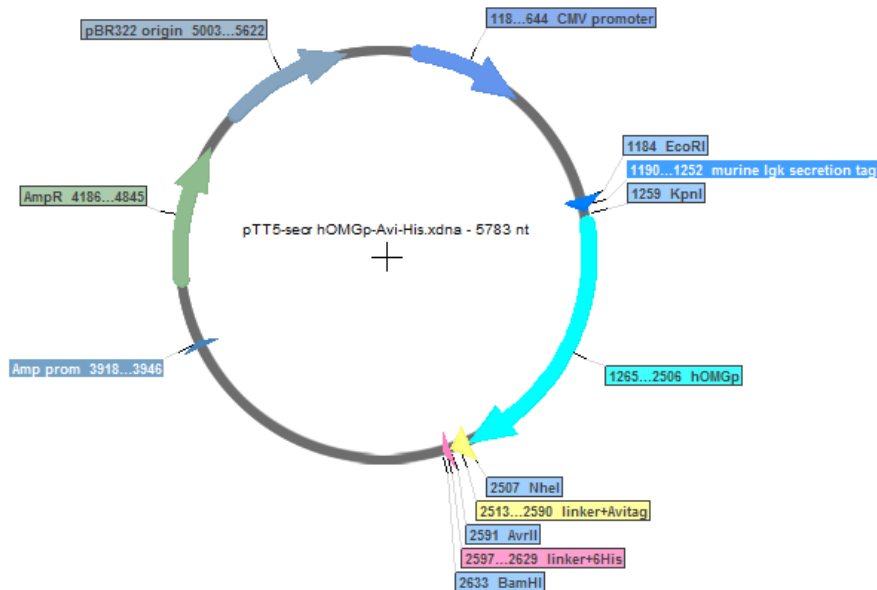 118...644 CMV promoter
pBR322 origin 5003...5622
1184 EcoRI
1190...1252 murine Igk secretion tag
1259 KpnI
AmpR 4186...4845
pTT5-secr hOMGp-Avi-His.xdna - 5783 nt
Amp prom 3918...3946
1265...2506 hOMGp
2507 NheI
2513...2590 linker+Avitag
2591 AvrII
2597...2629 linker+6His
2633 BamHI